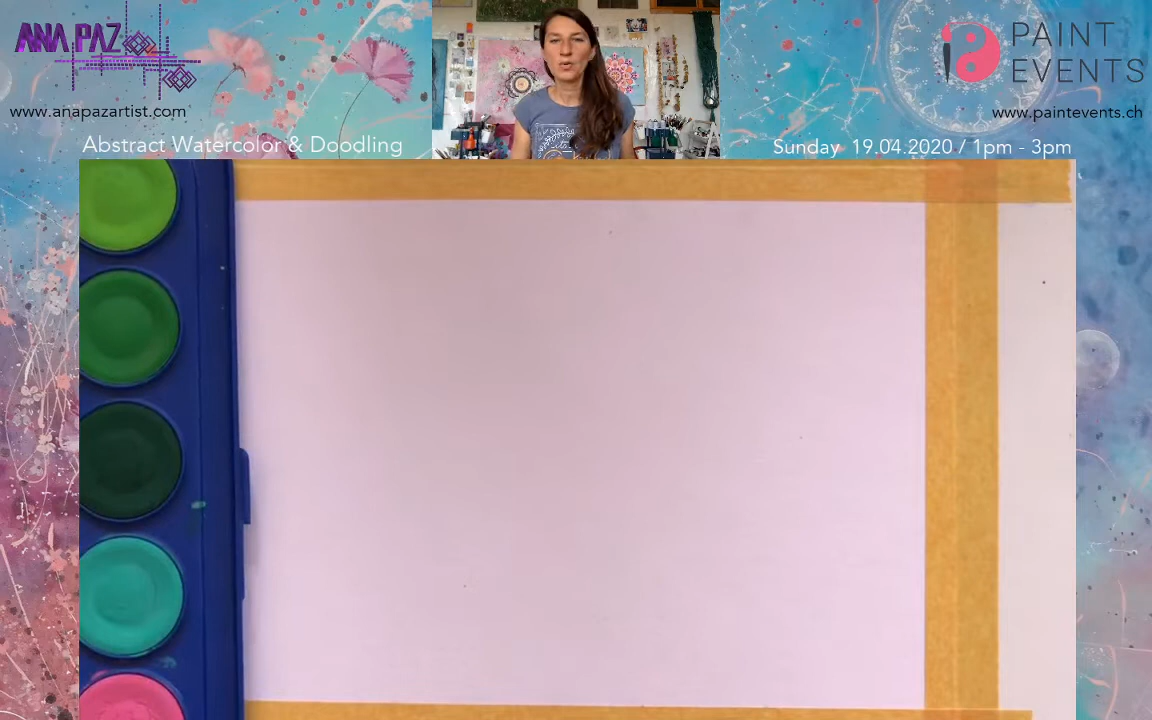 ANA PAZ
www.anapazartist.com
Abstract Watercolor & Doodling
PAINT
EVENTS
www.paintevents.ch
Sunday 19.04.2020 / 1pm - 3pm